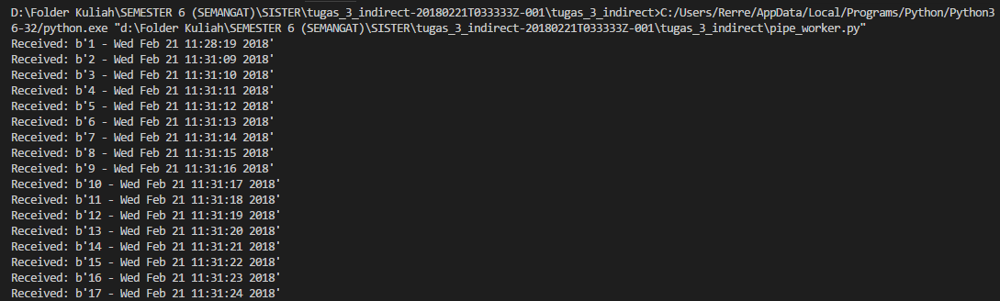 D:\Folder Kuliah\SEMESTER 6 (SEMANGAT)\SISTER\tugas_3_indirect-20180221T033333Z-001\tugas_3_indirect>C:/Users/Rerre/AppData/Local/Programs/Python/Python3
6-32/python.exe "d:\Folder Kuliah\SEMESTER 6 (SEMANGAT)\SISTER\tugas_3_indirect-20180221T033333Z-001\tugas_3_indirect\pipe_worker.py"
Received: b'1 - Wed Feb 21 11:28:19 2018'
Received: b'2 - Wed Feb 21 11:31:09 2018'
Received: b'3 - Wed Feb 21 11:31:10 2018'
Received: b'4 - Wed Feb 21 11:31:11 2018'
Received: b'5 - Wed Feb 21 11:31:12 2018'
Received: b'6 - Wed Feb 21 11:31:13 2018'
Received: b'7 - Wed Feb 21 11:31:14 2018'
Received: b'8 - Wed Feb 21 11:31:15 2018'
Received: b'9 - Wed Feb 21 11:31:16 2018'
Received: b'10 - Wed Feb 21 11:31:17 2018'
Received: b'11 - Wed Feb 21 11:31:18 2018'
Received: b'12 - Wed Feb 21 11:31:19 2018'
Received: b'13 - Wed Feb 21 11:31:20 2018'
Received: b'14 - Wed Feb 21 11:31:21 2018'
Received: b'15 - Wed Feb 21 11:31:22 2018'
Received: b'16 - Wed Feb 21 11:31:23 2018'
Received: b'17 - Wed Feb 21 11:31:24 2018'